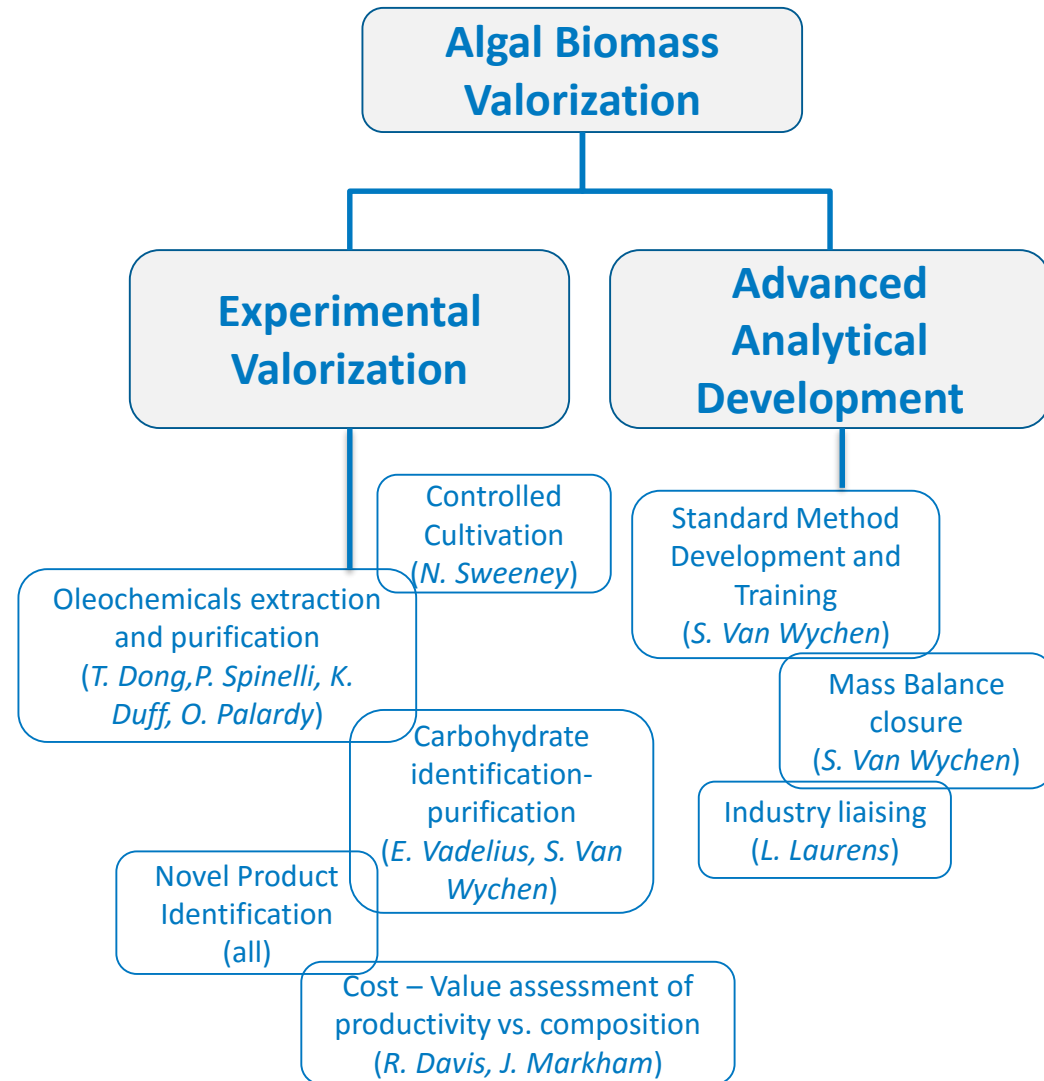 Algal Biomass
Valorization
Experimental
Valorization
Advanced
Analytical
Development
Controlled
Cultivation
(N. Sweeney)
Oleochemicals extraction
and purification
(T. Dong,P. Spinelli, K.
Duff, O. Palardy)
Carbohydrate
identification-
purification
(E. Vadelius, S. Van
Wychen)
Novel Product
Identification
(all)
Cost – Value assessment of
productivity vs. composition
(R. Davis, J. Markham)
Standard Method
Development and
Training
(S. Van Wychen)
Mass Balance
closure
(S. Van Wychen)
Industry liaising
(L. Laurens)